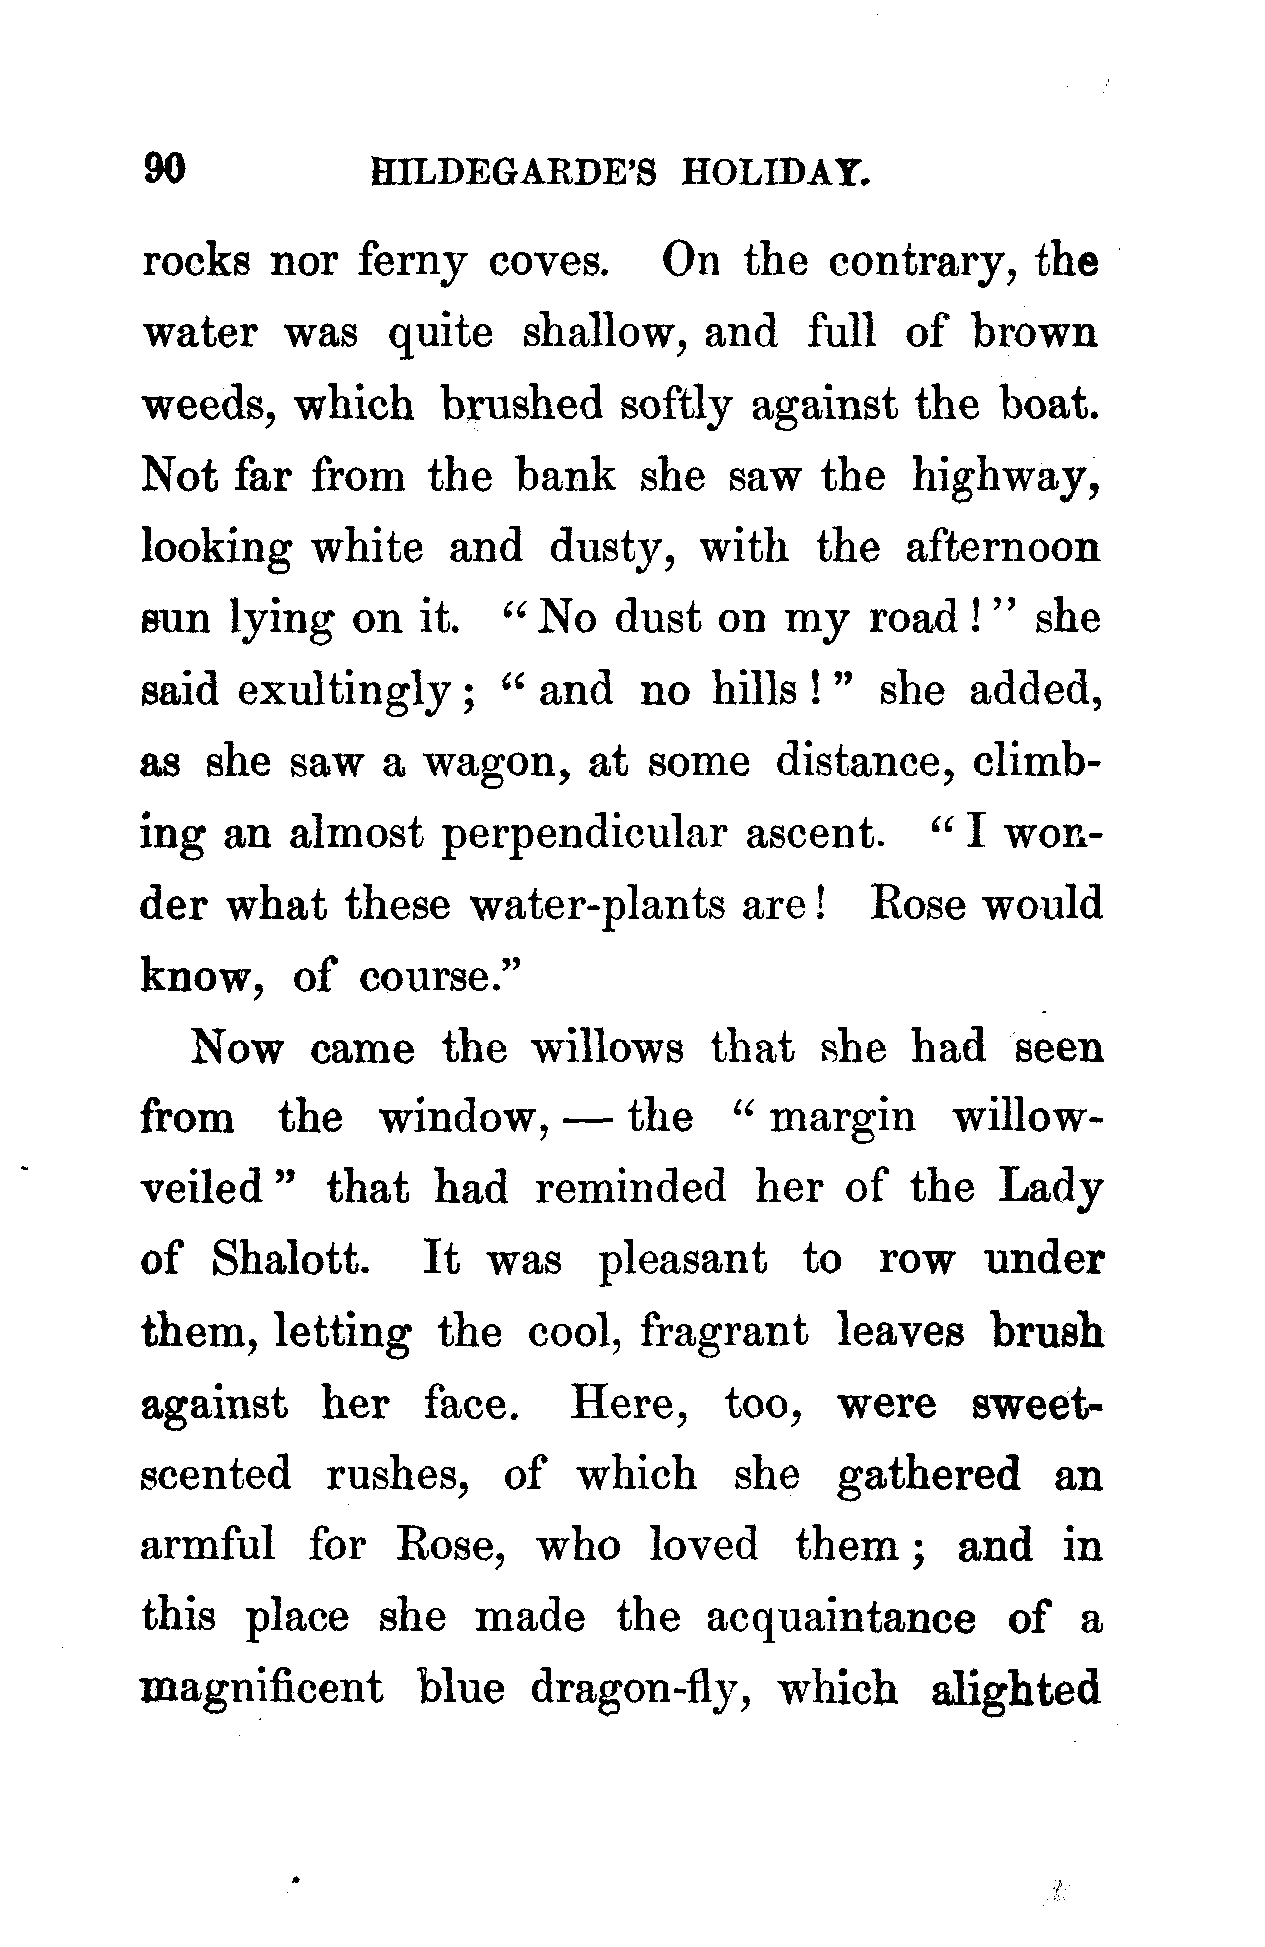 90 HILDEGARDE'S HOLIDAY.
rocks nor ferny coves. On the contrary, the
water was quite shallow, and full of brown
weeds, which brushed softly against the boat.
Not far from the bank she saw the highway,
looking white and dusty, with the afternoon
sun lying on it. “No dust on my road!” she
said exultingly; “and no hills!” she added,
as she saw a wagon, at some distance, climb-
ing an almost perpendicular ascent. “I won-
der what these water-plants are! Rose would
know, of course.”
Now came the willows that she had seen
from the window, — the “margin willow-
veiled” that had reminded her of the Lady
of Shalott. It was pleasant to row under
them, letting the cool, fragrant leaves brush
against her face. Here, too, were sweet-
scented rushes, of which she gathered an
armful for Rose, who loved them; and in
this place she made the acquaintance of a
magnificent blue dragon-fly, which alighted